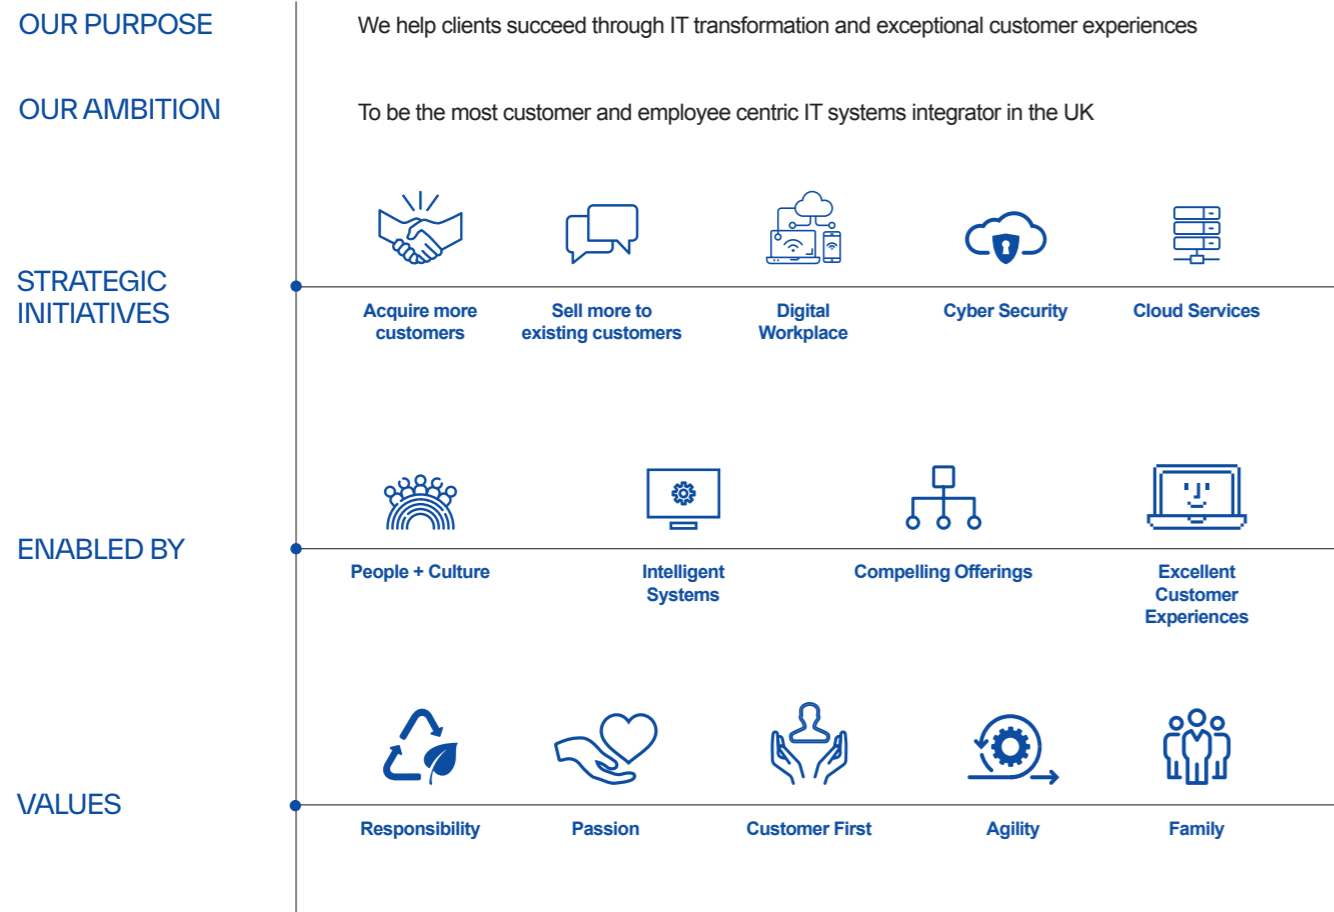 OUR PURPOSE
We help clients succeed through IT transformation and exceptional customer experiences
OUR AMBITION
To be the most customer and employee centric IT systems integrator in the UK
STRATEGIC
INITIATIVES
Acquire more
customers
Sell more to
existing customers
Digital
Workplace
Cyber Security
Cloud Services
ENABLED BY
People + Culture
Intelligent
Systems
Compelling Offerings
Excellent
Customer
Experiences
VALUES
Responsibility
Passion
Customer First
Agility
Family